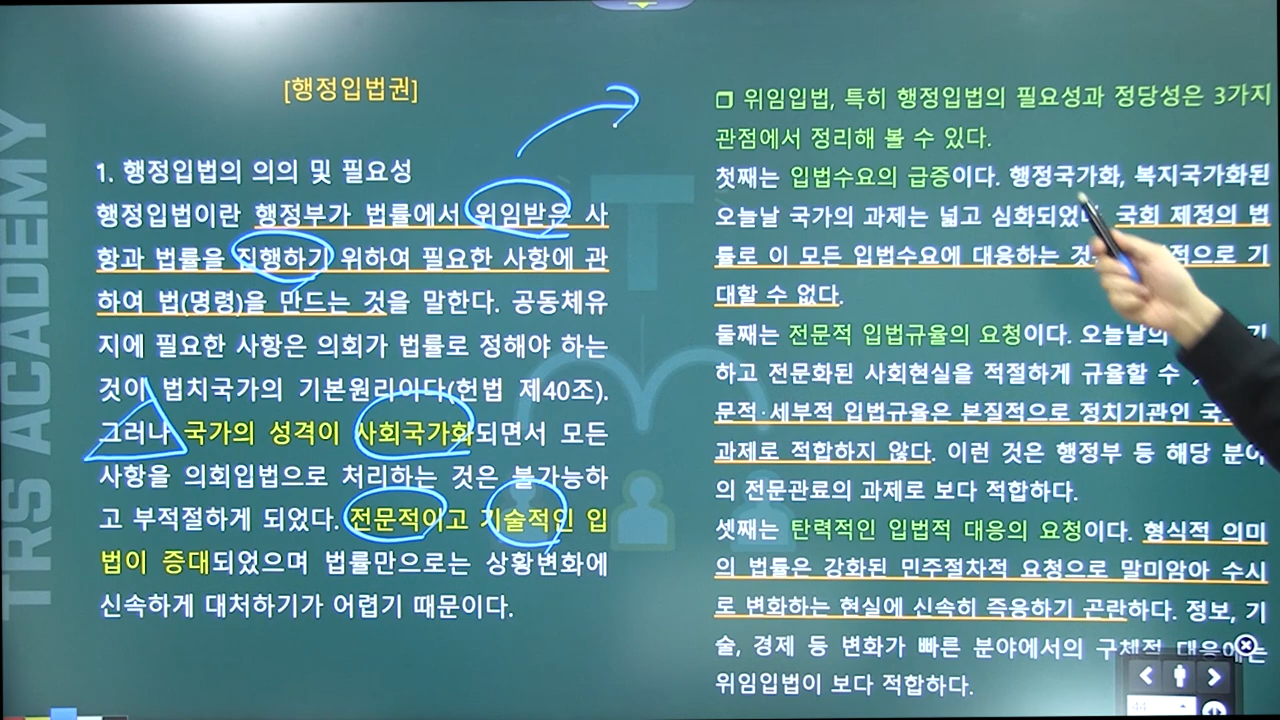 [행정입법권]
1. 행정입법의 의의 및 필요성
행정입법이란 행정부가 법률에서 위임받은 사
항과 법률을 집행하기 위하여 필요한 사항에 관
하여 법(명령)을 만드는 것을 말한다. 공동체유
지에 필요한 사항은 의회가 법률로 정해야 하는
것이 법치국가의 기본원리이다(헌법 제40조).
그러나 국가의 성격이 사회국가화되면서 모든
사항을 의회입법으로 처리하는 것은 불가능하
고 부적절하게 되었다. 전문적이고 기술적인 입
법이 증대되었으며 법률만으로는 상황변화에
신속하게 대처하기가 어렵기 때문이다.
❐ 위임입법, 특히 행정입법의 필요성과 정당성은 3가지
관점에서 정리해 볼 수 있다.
첫째는 입법수요의 급증이다. 행정국가화, 복지국가화된
오늘날 국가의 과제는 넓고 심화되었 국회 제정의 법
률로 이 모든 입법수요에 대응하는 적으로 기
대할 수 없다.
둘째는 전문적 입법규율의 요청이다. 오늘날의
하고 전문화된 사회현실을 적절하게 규율할 수
문적·세부적 입법규율은 본질적으로 정치기관인
과제로 적합하지 않다. 이런 것은 행정부 등 해당 분야
의 전문관료의 과제로 보다 적합하다.
셋째는 탄력적인 입법적 대응의 요청이다. 형식적 의미
의 법률은 강화된 민주절차적 요청으로 말미암아 수시
로 변화하는 현실에 신속히 즉응하기 곤란하다. 정보, 기
술, 경제 등 변화가 빠른 분야에서의 구체적 대응에는
위임입법이 보다 적합하다.
TRS ACADEMY